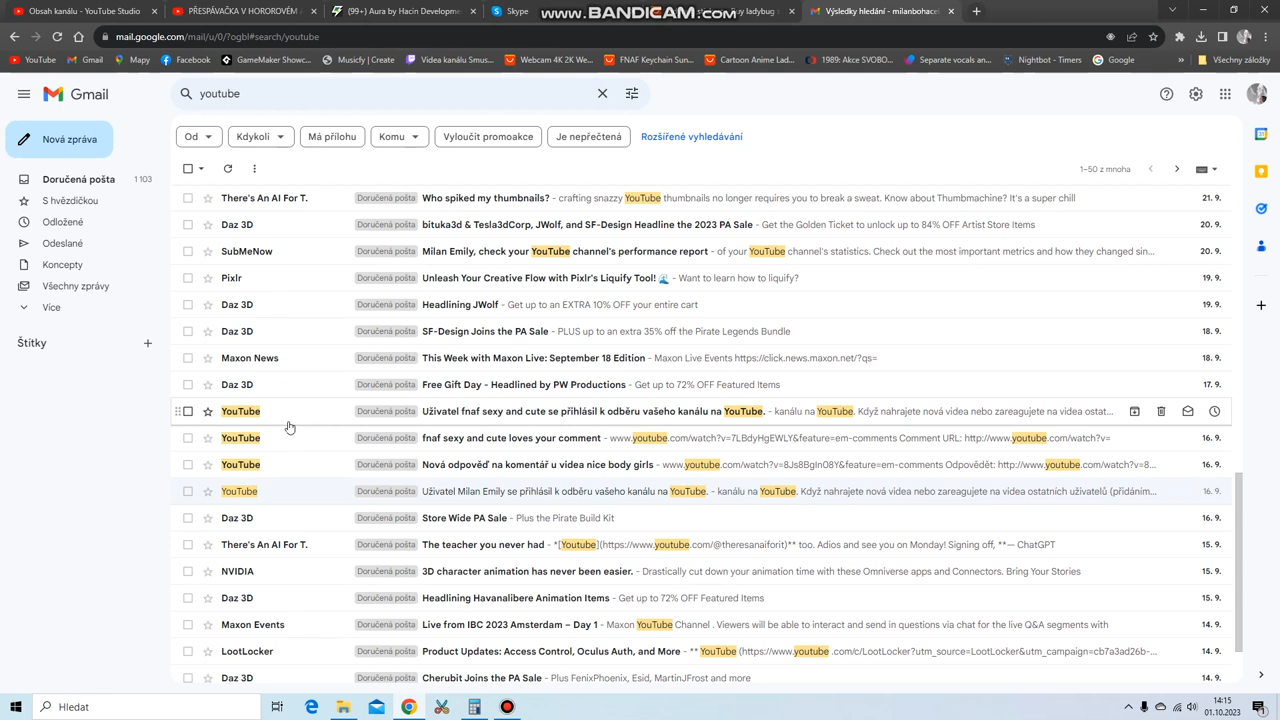 Obsah kanálu - YouTube Studio
PŘESPÁVAČKA V HOROROVÉM
(99+) Aura by Hacin Developme
Skype
ladybug
Výsledky hledání - milanbohace
www.BANDICAM.com
mail.google.com/mail/u/0/?ogbl#search/youtube
YouTube
Gmail
Mapy
Facebook
GameMaker Showc...
Musicfy | Create
Video kanálu Smus...
Webcam 4K 2K We...
FNAF Keychain Sun...
Cartoon Anime Lad...
1989: Akce SVOBO...
Separate vocals an...
Nightbot - Timers
Google
»
Všechny záložky
Gmail
youtube
Nová zpráva
Od
Kdykoli
Má přílohu
Komu
Vyloučit promoakce
Je nepřečtená
Rozšířené vyhledávání
1–50 z mnoha
Doručená pošta 1 103
S hvězdičkou
Odložené
Odeslané
Koncepty
Všechny zprávy
Více
Štítky
There's An AI For T. Doručená pošta Who spiked my thumbnails? - crafting snazzy YouTube thumbnails no longer requires you to break a sweat. Know about Thumbmachine? It's a super chill 21. 9.
Daz 3D Doručená pošta bituka3d & Tesla3dCorp, JWolf, and SF-Design Headline the 2023 PA Sale - Get the Golden Ticket to unlock up to 84% OFF Artist Store Items 20. 9.
SubMeNow Doručená pošta Milan Emily, check your YouTube channel's performance report - of your YouTube channel's statistics. Check out the most important metrics and how they changed sin... 20. 9.
Pixlr Doručená pošta Unleash Your Creative Flow with Pixlr's Liquify Tool! 🌊 - Want to learn how to liquify? 19. 9.
Daz 3D Doručená pošta Headlining JWolf - Get up to an EXTRA 10% OFF your entire cart 19. 9.
Daz 3D Doručená pošta SF-Design Joins the PA Sale - PLUS up to an extra 35% off the Pirate Legends Bundle 18. 9.
Maxon News Doručená pošta This Week with Maxon Live: September 18 Edition - Maxon Live Events https://click.news.maxon.net/?qs= 18. 9.
Daz 3D Doručená pošta Free Gift Day - Headlined by PW Productions - Get up to 72% OFF Featured Items 17. 9.
YouTube Doručená pošta Uživatel fnaf sexy and cute se přihlásil k odběru vašeho kanálu na YouTube. - kanálu na YouTube. Když nahrajete nová videa nebo zareagujete na videa ostat...
YouTube Doručená pošta fnaf sexy and cute loves your comment - www.youtube.com/watch?v=7LBdyHgEWLY&feature=em-comments Comment URL: http://www.youtube.com/watch?v= 16. 9.
YouTube Doručená pošta Nová odpověď na komentář u videa nice body girls - www.youtube.com/watch?v=8Js8BgIn08Y&feature=em-comments Odpovědět: http://www.youtube.com/watch?v=8... 16. 9.
YouTube Doručená pošta Uživatel Milan Emily se přihlásil k odběru vašeho kanálu na YouTube. - kanálu na YouTube. Když nahrajete nová videa nebo zareagujete na videa ostatních uživatelů (přidáním... 16. 9.
Daz 3D Doručená pošta Store Wide PA Sale - Plus the Pirate Build Kit 16. 9.
There's An AI For T. Doručená pošta The teacher you never had - *[Youtube](https://www.youtube.com/@theresanaiforit)** too. Adios and see you on Monday! Signing off, **— ChatGPT 15. 9.
NVIDIA Doručená pošta 3D character animation has never been easier. - Drastically cut down your animation time with these Omniverse apps and Connectors. Bring Your Stories 15. 9.
Daz 3D Doručená pošta Headlining Havanalibere Animation Items - Get up to 72% OFF Featured Items 15. 9.
Maxon Events Doručená pošta Live from IBC 2023 Amsterdam – Day 1 - Maxon YouTube Channel . Viewers will be able to interact and send in questions via chat for the live Q&A segments with 14. 9.
LootLocker Doručená pošta Product Updates: Access Control, Oculus Auth, and More - ** YouTube (https://www.youtube .com/c/LootLocker?utm_source=LootLocker&utm_campaign=cb7a3ad26b-... 14. 9.
Daz 3D Doručená pošta Cherubit Joins the PA Sale - Plus FenixPhoenix, Esid, MartinJFrost and more 14. 9.
Hledat
14:15
01.10.2023